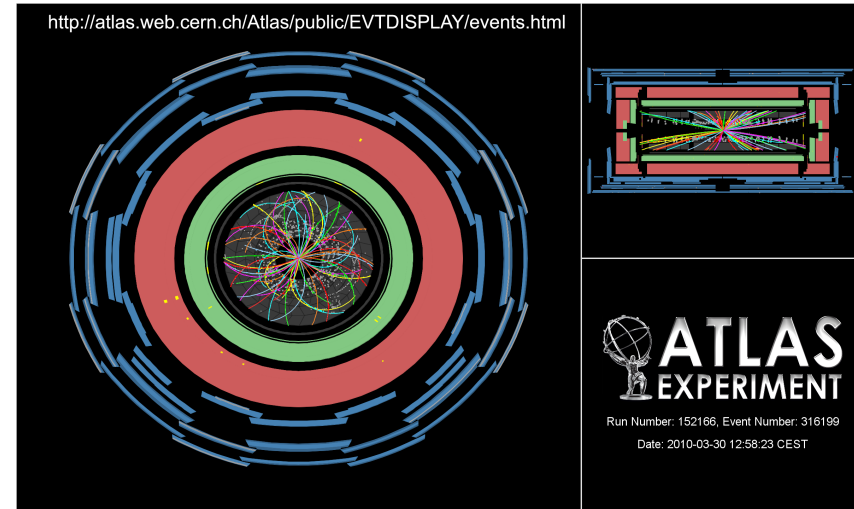 http://atlas.web.cern.ch/Atlas/public/EVTDISPLAY/events.html
ATLAS
EXPERIMENT
Run Number: 152166, Event Number: 316199
Date: 2010-03-30 12:58:23 CEST